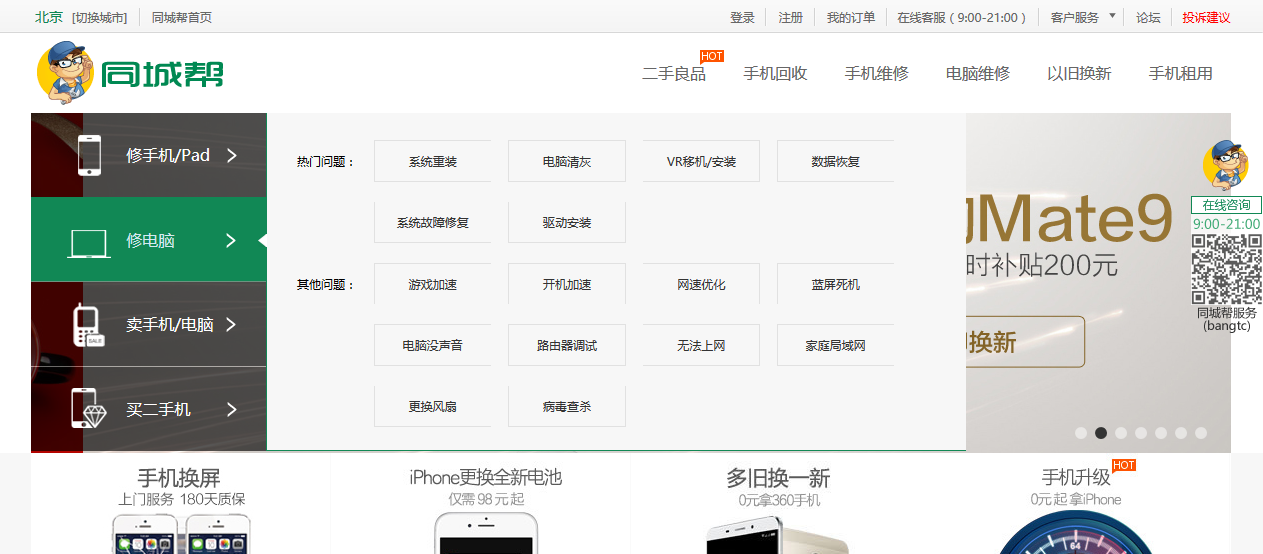 北京 [切换城市] 同城帮首页 登录 注册 我的订单 在线客服（9:00-21:00） 客户服务 论坛 投诉建议
同城帮
二手良品 HOT 手机回收 手机维修 电脑维修 以旧换新 手机租用
修手机/Pad
修电脑
卖手机/电脑
SALE
买二手机
热门问题： 系统重装 电脑清灰 VR移机/安装 数据恢复
系统故障修复 驱动安装
其他问题： 游戏加速 开机加速 网速优化 蓝屏死机
电脑没声音 路由器调试 无法上网 家庭局域网
更换风扇 病毒查杀
Mate9
时补贴200元
换新
在线咨询
9:00-21:00
同城帮服务
(bangtc)
手机换屏
上门服务 180天质保
iPhone更换全新电池
仅需 98 元 起
多旧换一新
0元拿360手机
手机升级 HOT
0元 起 拿iPhone
64